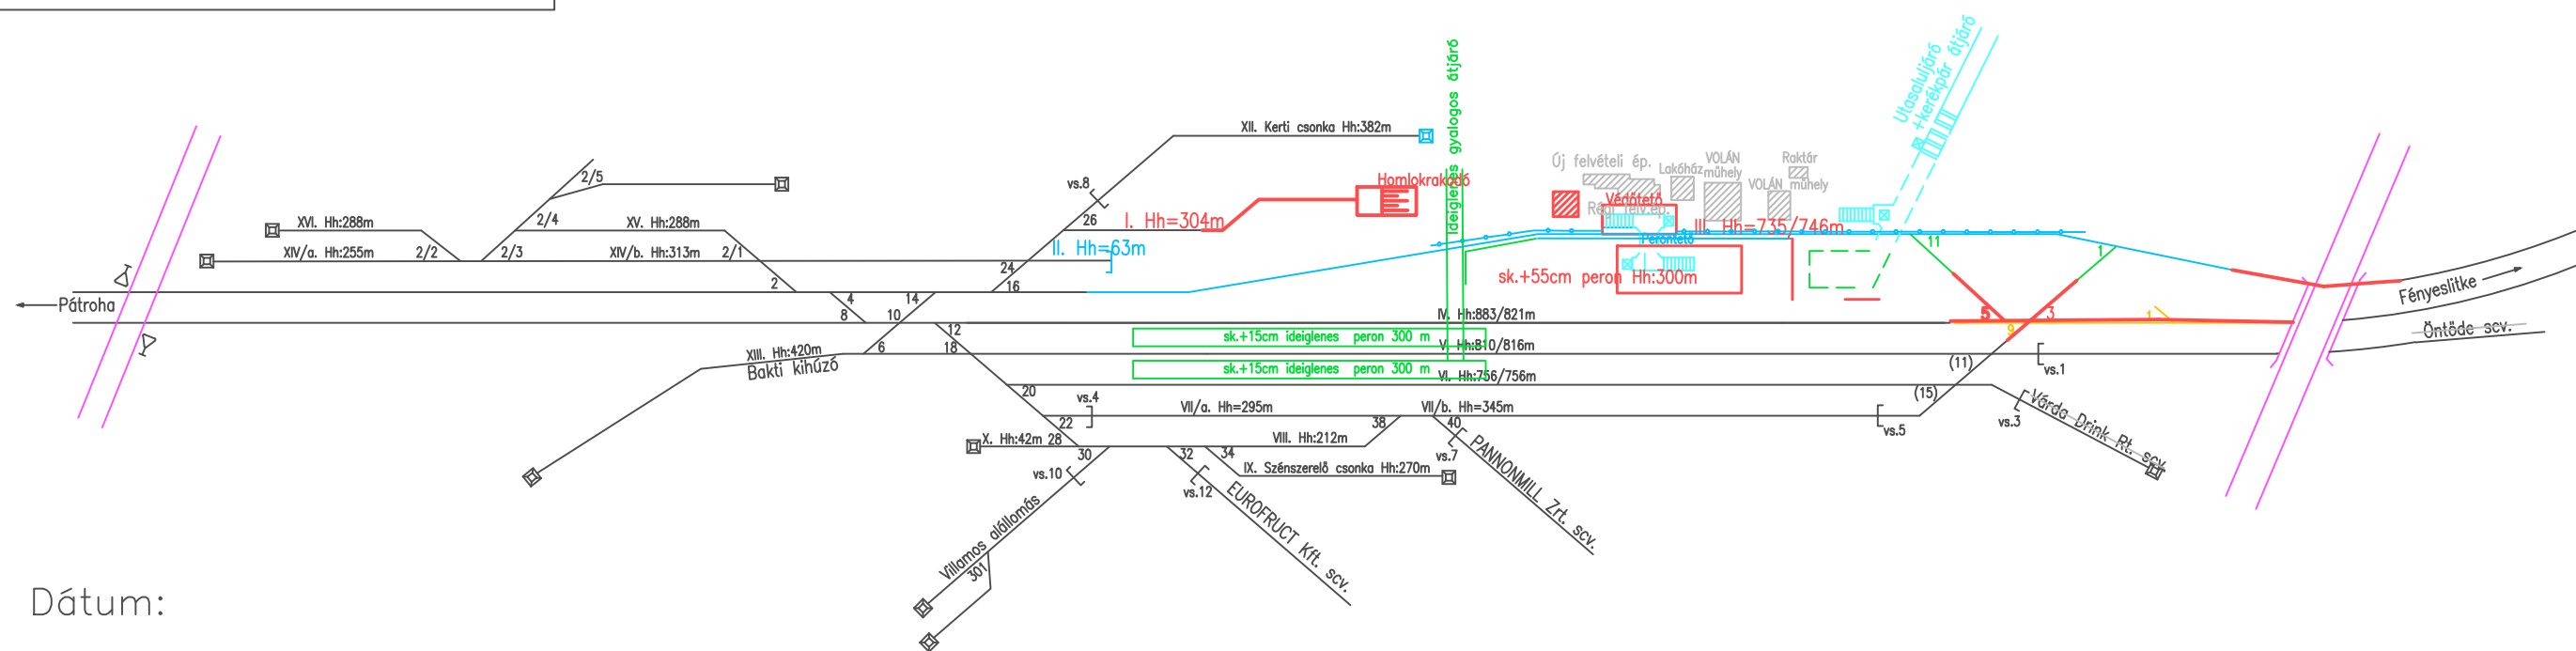 Utasaluljáró
+kerékpár átjáró
ideiglenes gyalogos átjáró
XII. Kerti csonka Hh:382m
Új felvételi ép.
Lakóház
VOLÁN
műhely
Raktár
VOLÁN műhely
Homlokrakodó
Védőtető
Régi felv.ép.
2/5
vs.8
26
I. Hh=304m
III. Hh=735/746m
Perontető
XVI. Hh:288m
2/4
XV. Hh:288m
XIV/a. Hh:255m
2/2
2/3
XIV/b. Hh:313m
2/1
II. Hh=63m
11
1
24
sk.+55cm peron Hh:300m
2
16
Pátroha
4
14
8
10
IV. Hh:883/821m
5
3
1
9
Fényeslitke
Öntöde scv.
12
sk.+15cm ideiglenes peron 300 m
XIII. Hh:420m
Bakti kihúzó
6
18
V. Hh:810/816m
(11)
vs.1
sk.+15cm ideiglenes peron 300 m
VI. Hh:756/756m
20
vs.4
(15)
Várda Drink Rt. scv.
VII/a. Hh=295m
VII/b. Hh=345m
22
38
40
vs.5
vs.3
X. Hh:42m
28
VIII. Hh:212m
30
32
34
vs.7
PANNONMILL Zrt. scv.
vs.10
IX. Szénszerelő csonka Hh:270m
vs.12
EUROFRUCT Kft. scv.
Villamos alállomás
301
Dátum: